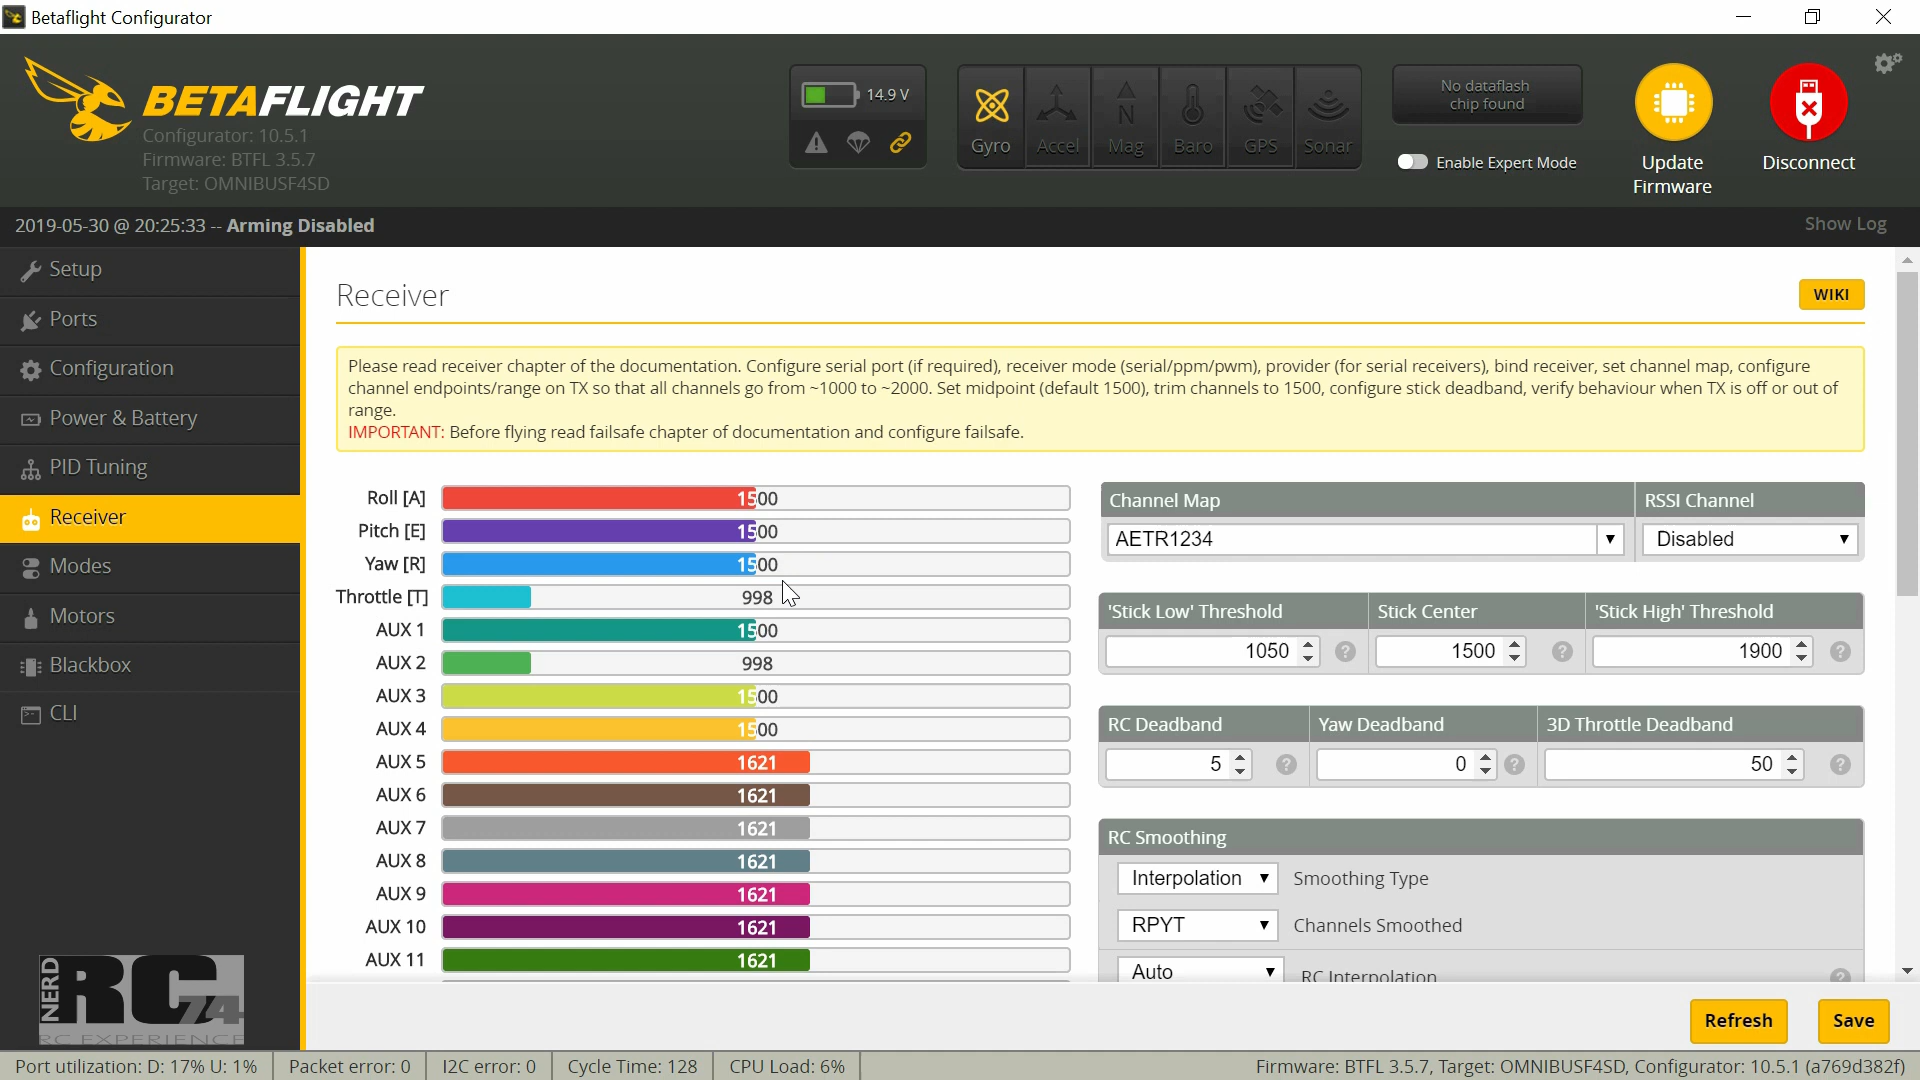 Betaflight Configurator
BETAFLIGHT
Configurator: 10.5.1
Firmware: BTFL 3.5.7
Target: OMNIBUSF4SD
14.9 V
Gyro
Accel
Mag
Baro
GPS
Sonar
No dataflash
chip found
Enable Expert Mode
Update
Firmware
Disconnect
2019-05-30 @ 20:25:33 -- Arming Disabled
Show Log
Setup
Ports
Configuration
Power & Battery
PID Tuning
Receiver
Modes
Motors
Blackbox
CLI
NERD
RC
74
RC EXPERIENCE
Receiver
WIKI
Please read receiver chapter of the documentation. Configure serial port (if required), receiver mode (serial/ppm/pwm), provider (for serial receivers), bind receiver, set channel map, configure
channel endpoints/range on TX so that all channels go from ~1000 to ~2000. Set midpoint (default 1500), trim channels to 1500, configure stick deadband, verify behaviour when TX is off or out of
range.
IMPORTANT: Before flying read failsafe chapter of documentation and configure failsafe.
Roll [A] 1500
Pitch [E] 1500
Yaw [R] 1500
Throttle [T] 998
AUX 1 1500
AUX 2 998
AUX 3 1500
AUX 4 1500
AUX 5 1621
AUX 6 1621
AUX 7 1621
AUX 8 1621
AUX 9 1621
AUX 10 1621
AUX 11 1621
Channel Map
RSSI Channel
AETR1234
Disabled
'Stick Low' Threshold
Stick Center
'Stick High' Threshold
1050
1500
1900
RC Deadband
Yaw Deadband
3D Throttle Deadband
5
0
50
RC Smoothing
Interpolation Smoothing Type
RPYT Channels Smoothed
Auto RC Interpolation
Refresh
Save
Port utilization: D: 17% U: 1%
Packet error: 0
I2C error: 0
Cycle Time: 128
CPU Load: 6%
Firmware: BTFL 3.5.7, Target: OMNIBUSF4SD, Configurator: 10.5.1 (a769d382f)